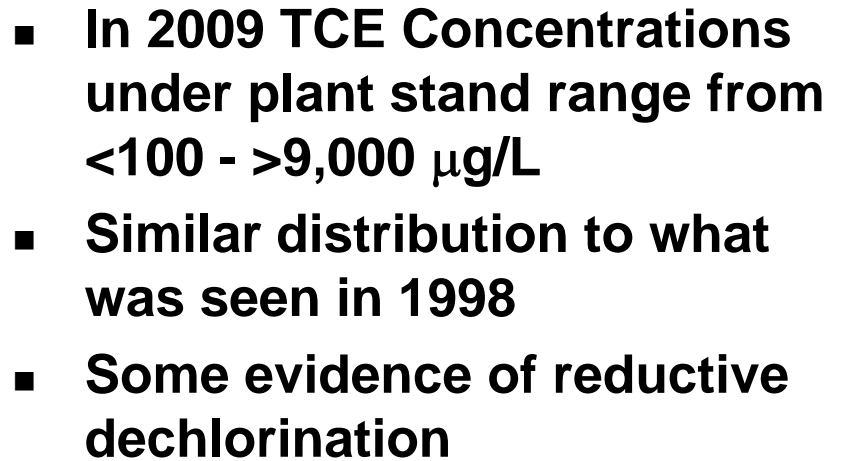 ▪ In 2009 TCE Concentrations
under plant stand range from
<100 - >9,000 μg/L
▪ Similar distribution to what
was seen in 1998
▪ Some evidence of reductive
dechlorination